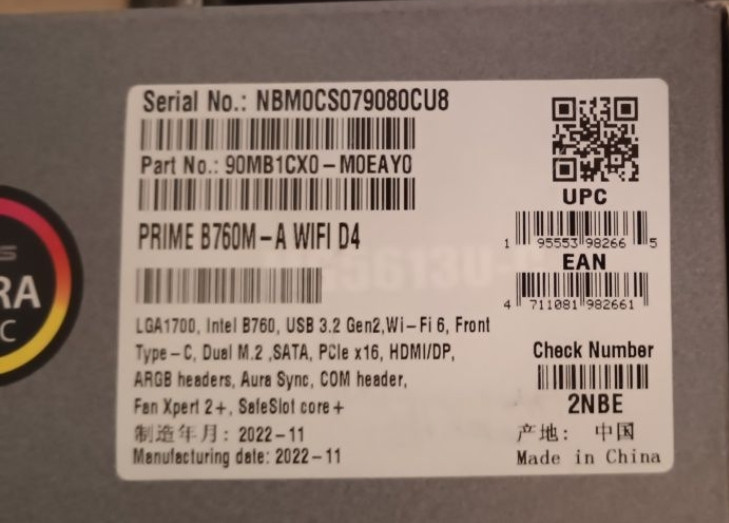 Serial No.: NBM0CS079080CU8
Part No.: 90MB1CX0-M0EAY0
PRIME B760M-A WIFI D4
LGA1700, Intel B760, USB 3.2 Gen2,Wi-Fi 6, Front
Type-C, Dual M.2 ,SATA, PCIe x16, HDMI/DP,
ARGB headers, Aura Sync, COM header,
Fan Xpert 2+, SafeSlot core+
制造年月: 2022-11
Manufacturing date: 2022-11
UPC
1 95553 98266 5
EAN
4 711081 982661
Check Number
2NBE
产地: 中国
Made in China
S
RA
C